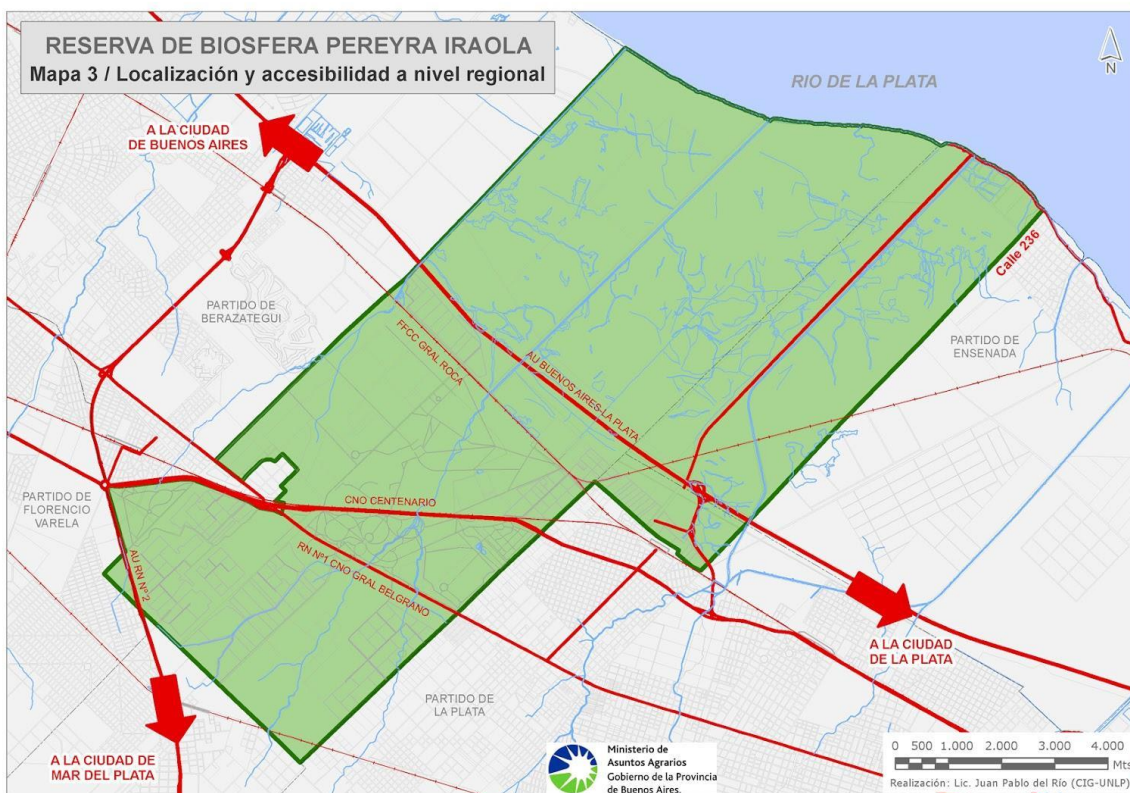 RESERVA DE BIOSFERA PEREYRA IRAOLA
Mapa 3 / Localización y accesibilidad a nivel regional
N
RIO DE LA PLATA
A LA CIUDAD
DE BUENOS AIRES
Calle 236
PARTIDO DE
BERAZATEGUI
PARTIDO DE
ENSENADA
FFCC GRAL ROCA
AU BUENOS AIRES-LA PLATA
PARTIDO DE
FLORENCIO
VARELA
CNO CENTENARIO
AU RN Nº2
RN Nº1 CNO GRAL BELGRANO
A LA CIUDAD
DE LA PLATA
PARTIDO DE
LA PLATA
A LA CIUDAD DE
MAR DEL PLATA
Ministerio de
Asuntos Agrarios
Gobierno de la Provincia
de Buenos Aires.
0 500 1.000 2.000 3.000 4.000
Mts
Realización: Lic. Juan Pablo del Río (CIG-UNLP)